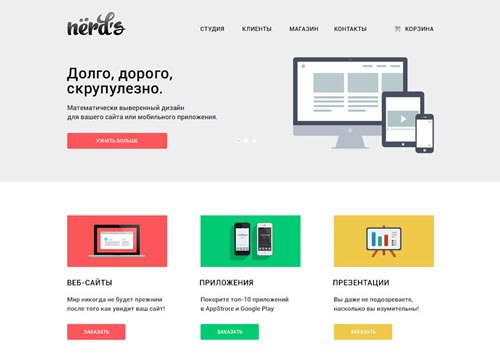 nërd's
СТУДИЯ КЛИЕНТЫ МАГАЗИН КОНТАКТЫ КОРЗИНА
Долго, дорого,
скрупулезно.
Математически выверенный дизайн
для вашего сайта или мобильного приложения.
УЗНАТЬ БОЛЬШЕ
ВЕБ-САЙТЫ ПРИЛОЖЕНИЯ ПРЕЗЕНТАЦИИ
Мир никогда не будет прежним
после того как увидит ваш сайт!
Покорите топ-10 приложений
в AppStrore и Google Play
Вы даже не подозреваете,
насколько вы изумительны!
ЗАКАЗАТЬ ЗАКАЗАТЬ ЗАКАЗАТЬ